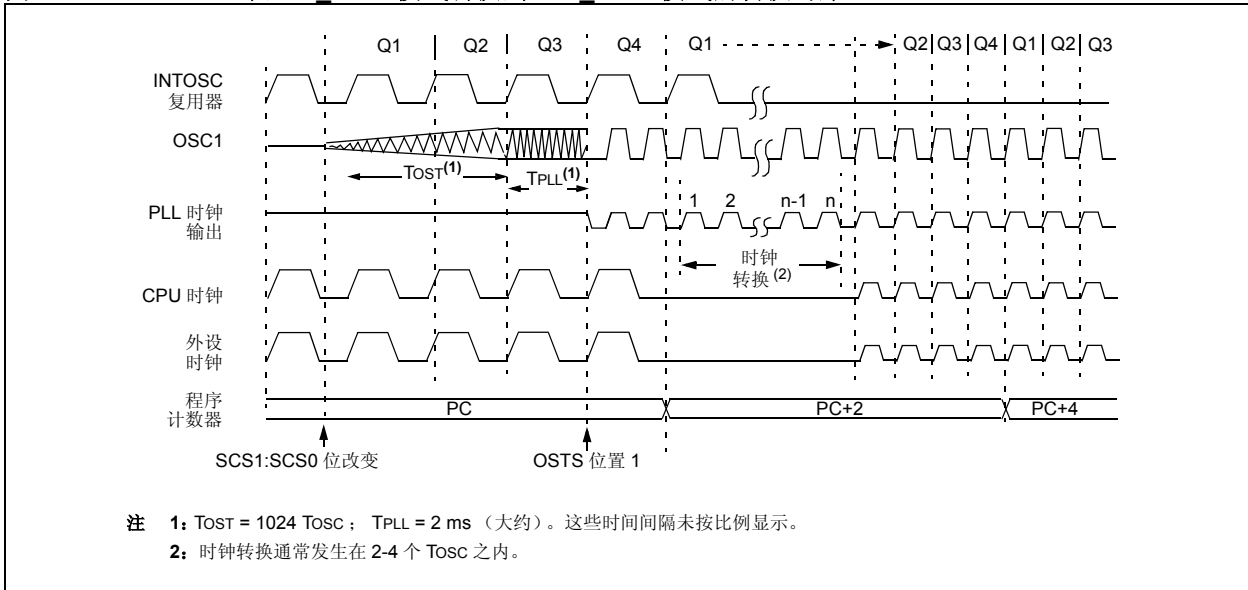 Q1 Q2 Q3 Q4 Q1 Q2 Q3 Q4 Q1 Q2 Q3
INTOSC
复用器
OSC1
TOST(1)
TPLL(1)
PLL 时钟
输出
1 2 n-1 n
时钟
转换(2)
CPU 时钟
外设
时钟
程序
计数器
PC PC+2 PC+4
SCS1:SCS0 位改变
OSTS 位置 1
注 1: TOST = 1024 TOSC； TPLL = 2 ms （大约）。这些时间间隔未按比例显示。
2: 时钟转换通常发生在 2-4 个 TOSC 之内。